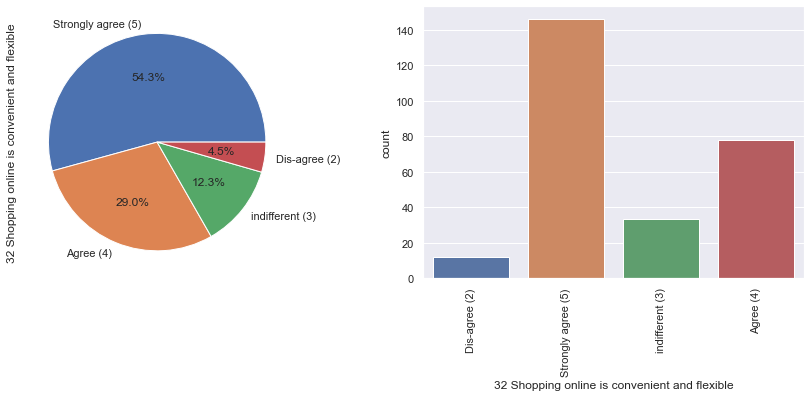 32 Shopping online is convenient and flexible
Strongly agree (5)
54.3%
4.5%
Dis-agree (2)
12.3%
indifferent (3)
29.0%
Agree (4)
count
140
120
100
80
60
40
20
0
Dis-agree (2)
Strongly agree (5)
indifferent (3)
Agree (4)
32 Shopping online is convenient and flexible